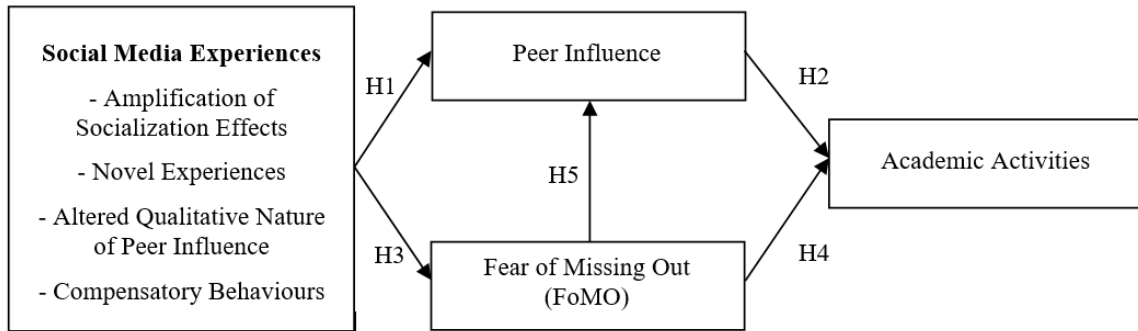 Social Media Experiences
- Amplification of
Socialization Effects
- Novel Experiences
- Altered Qualitative Nature
of Peer Influence
- Compensatory Behaviours
H1
H3
Peer Influence
H5
Fear of Missing Out
(FoMO)
H2
H4
Academic Activities